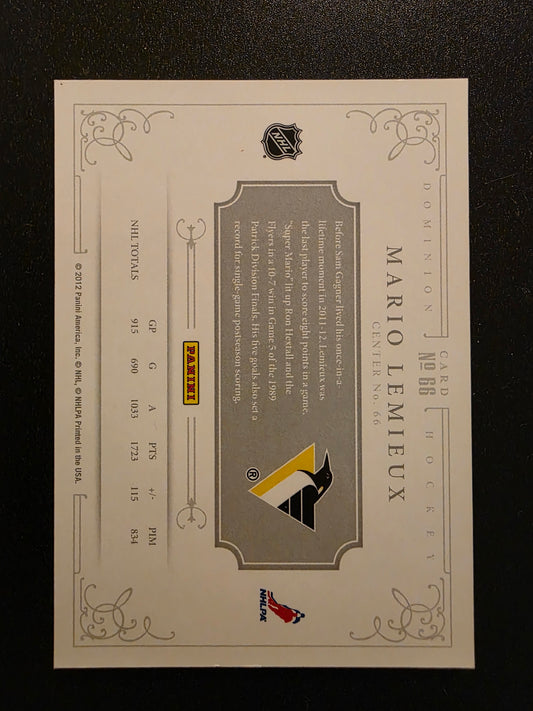 CARD
DOMINION Nº 66 HOCKEY
MARIO LEMIEUX
CENTER No. 66
NHL
Before Sam Gagner lived his once-in-a-
lifetime moment in 2011-12, Lemieux was
the last player to score eight points in a game.
"Super Mario" lit up Ron Hextall and the
Flyers in a 10-7 win in Game 5 of the 1989
Patrick Division Finals. His five goals also set a
record for single-game postseason scoring.
®
NHLPA
PANINI
GP G A PTS +/- PIM
NHL TOTALS 915 690 1033 1723 115 834
© 2012 Panini America, Inc. © NHL, © NHLPA Printed in the USA.